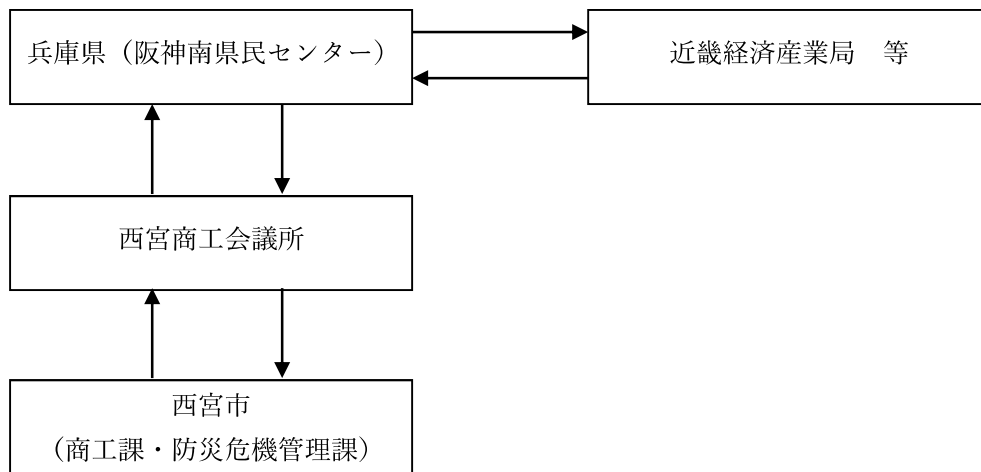 兵庫県（阪神南県民センター）
近畿経済産業局　等
西宮商工会議所
西宮市
（商工課・防災危機管理課）